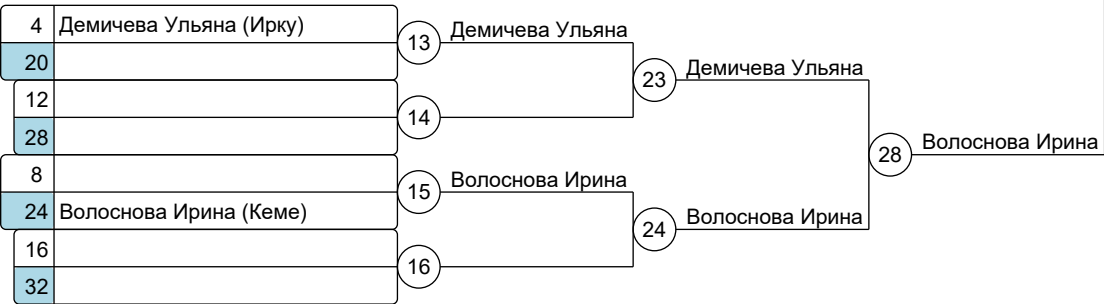 4 Демичева Ульяна (Ирку)
13 Демичева Ульяна
20
23 Демичева Ульяна
12
14
28
28 Волоснова Ирина
8
15 Волоснова Ирина
24 Волоснова Ирина (Кеме)
24 Волоснова Ирина
16
16
32